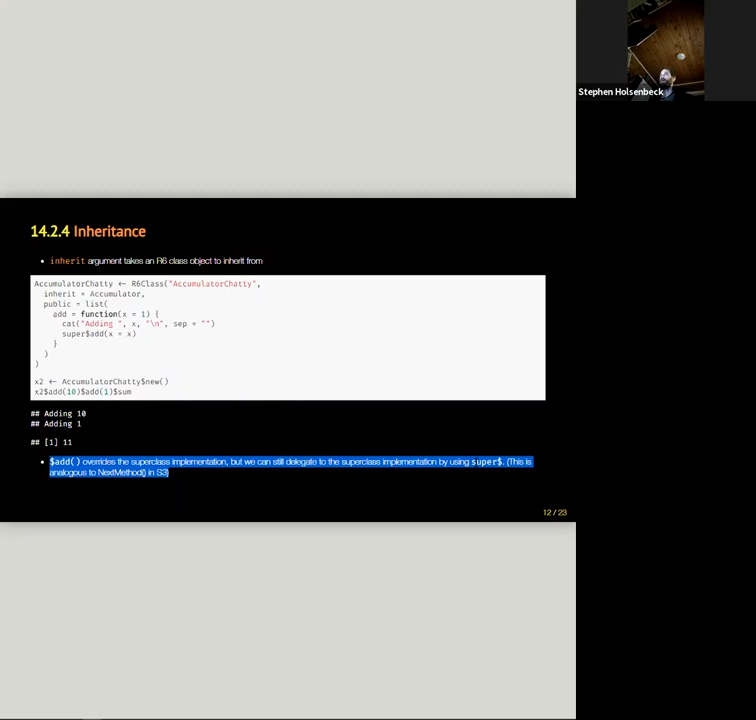 Stephen Holsenbeck
14.2.4 Inheritance
• inherit argument takes an R6 class object to inherit from
AccumulatorChatty ← R6Class("AccumulatorChatty",
  inherit = Accumulator,
  public = list(
    add = function(x = 1) {
      cat("Adding ", x, "\n", sep = "")
      super$add(x = x)
    }
  )
)
x2 ← AccumulatorChatty$new()
x2$add(10)$add(1)$sum
## Adding 10
## Adding 1
## [1] 11
• $add() overrides the superclass implementation, but we can still delegate to the superclass implementation by using super$. (This is
analogous to NextMethod() in S3)
12 / 23